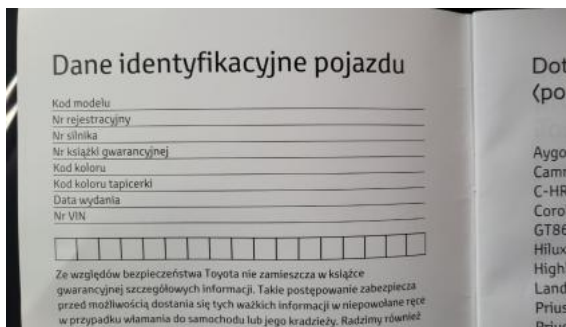 Dane identyfikacyjne pojazdu
Kod modelu
Nr rejestracyjny
Nr silnika
Nr książki gwarancyjnej
Kod koloru
Kod koloru tapicerki
Data wydania
Nr VIN
Ze względów bezpieczeństwa Toyota nie zamieszcza w książce
gwarancyjnej szczegółowych informacji. Takie postępowanie zabezpiecza
przed możliwością dostania się tych ważkich informacji w niepowołane ręce
w przypadku włamania do samochodu lub jego kradzieży. Radzimy również
Dot
(po
Aygo
Camr
C-HR
Coro
GT86
Hilux
High
Land
Prius